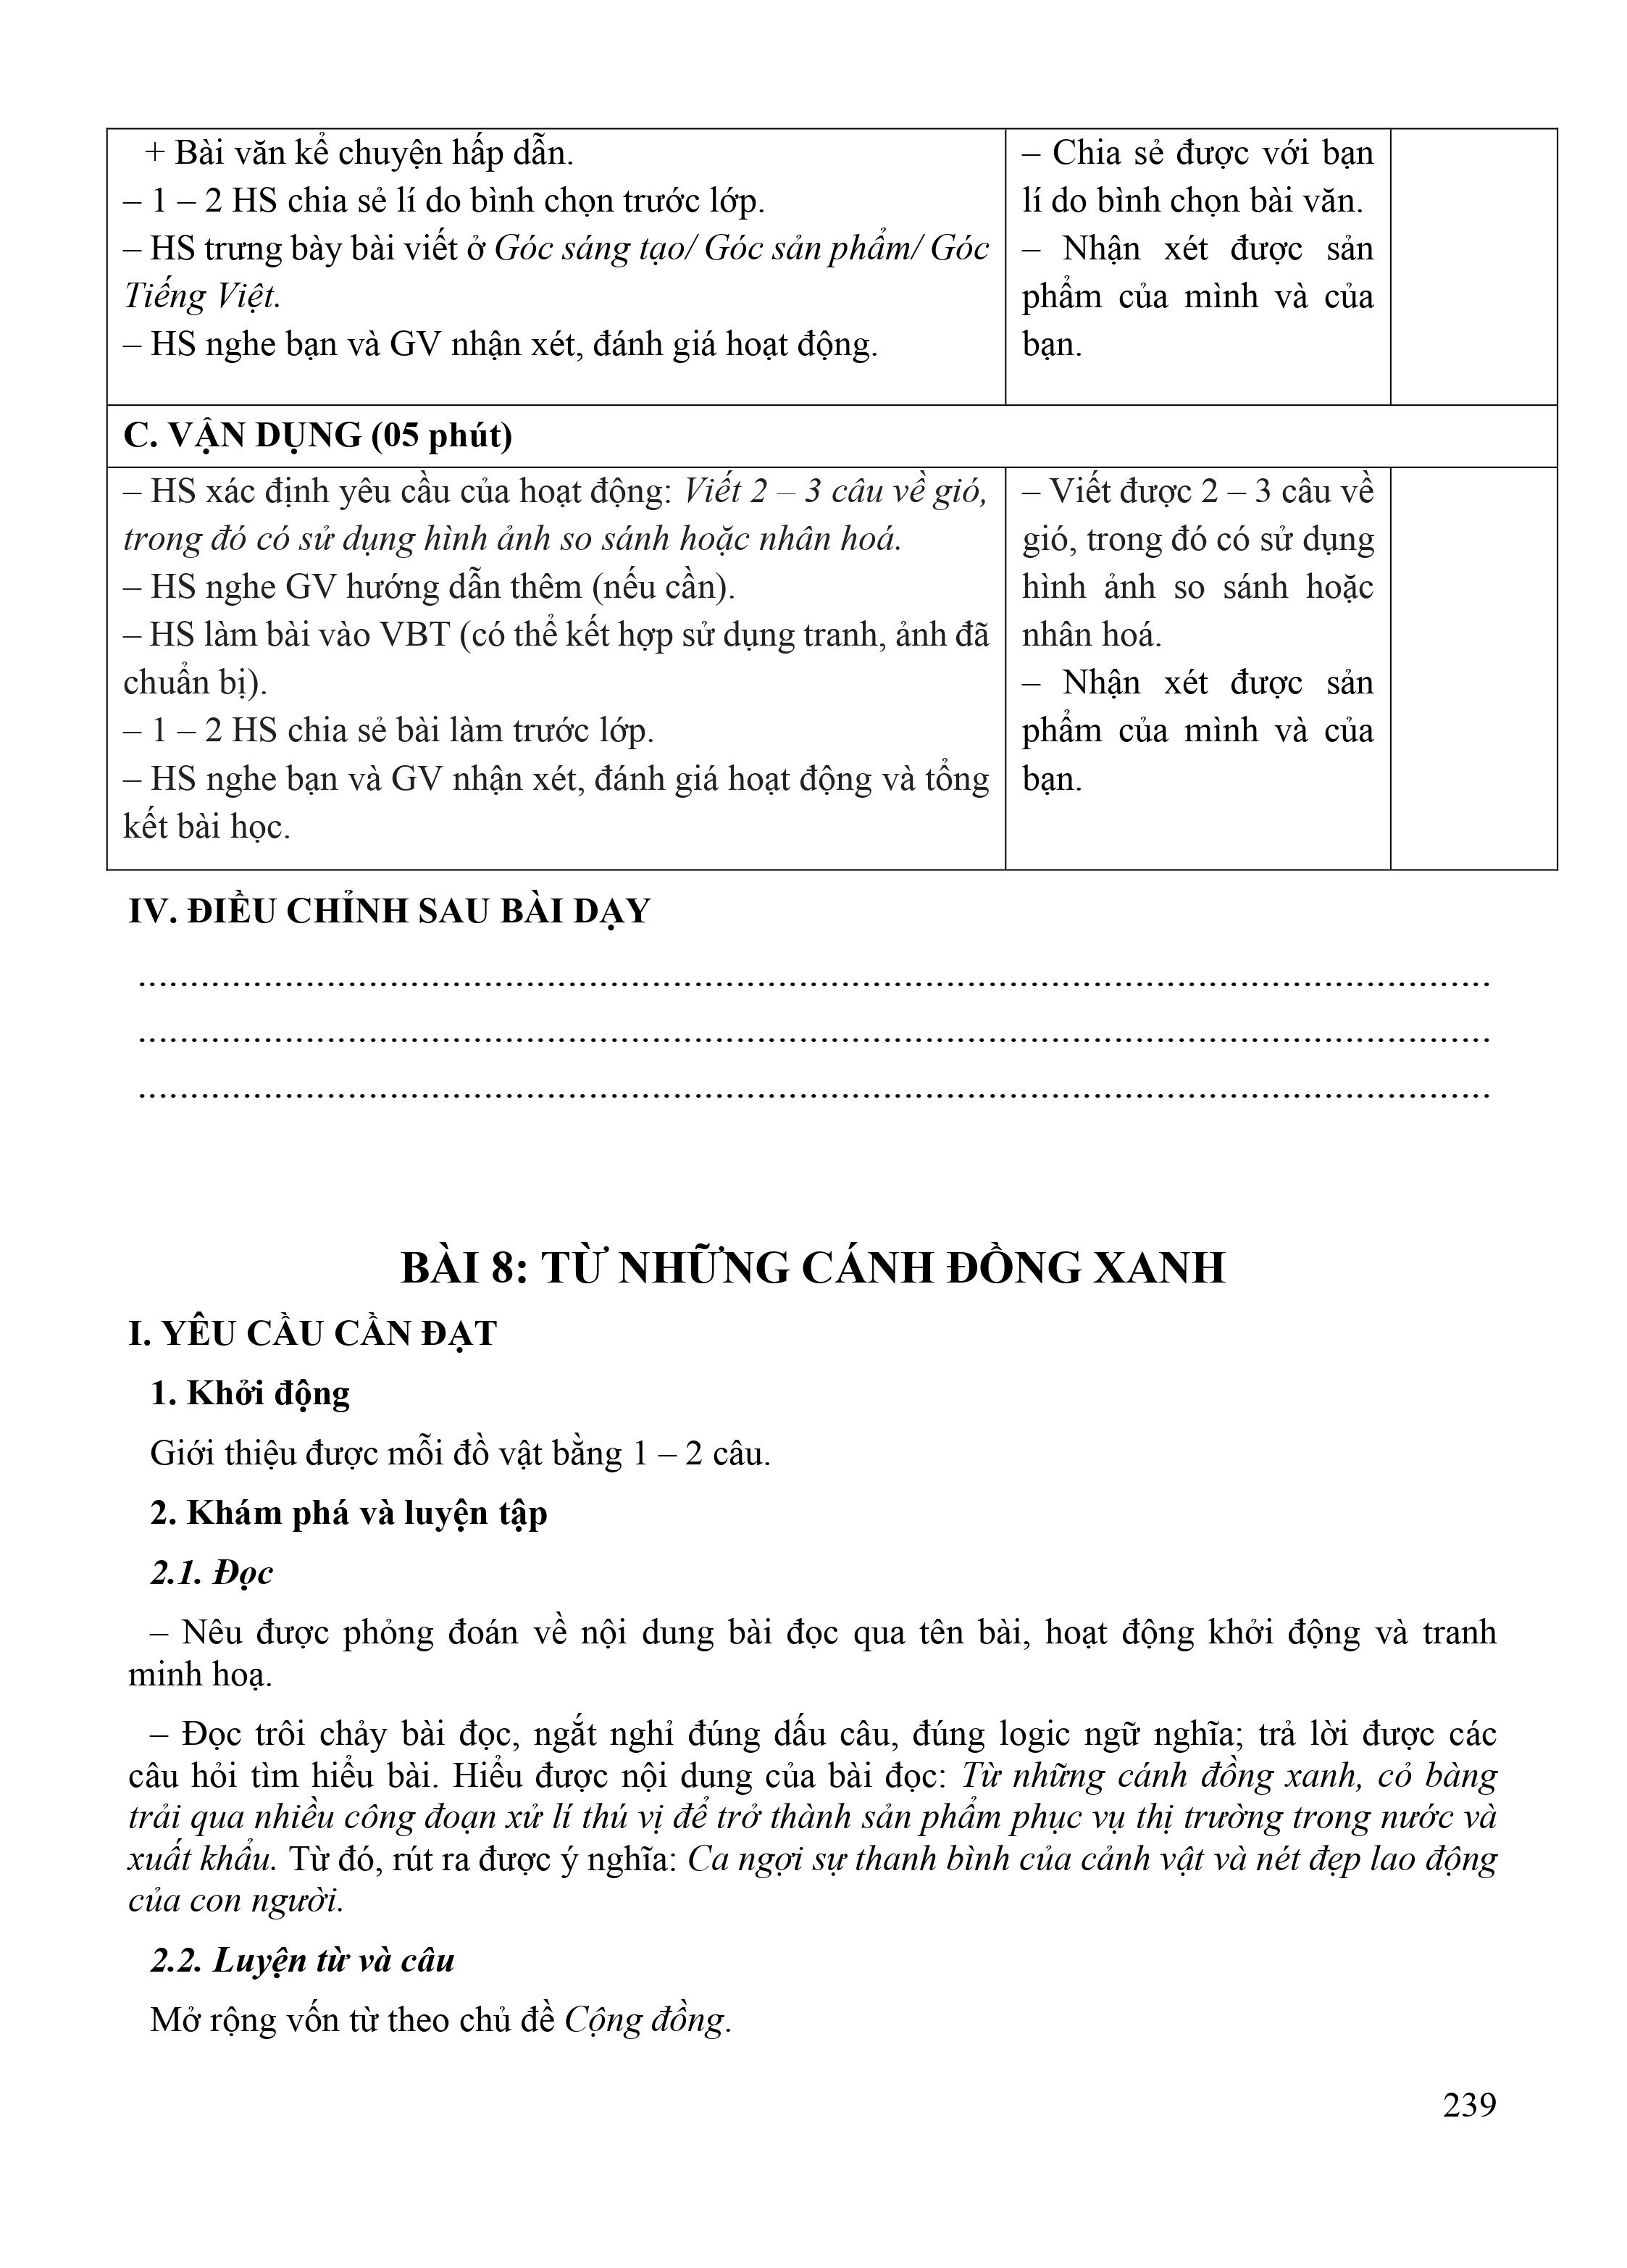 + Bài văn kể chuyện hấp dẫn.
– 1 – 2 HS chia sẻ lí do bình chọn trước lớp.
– HS trưng bày bài viết ở Góc sáng tạo/ Góc sản phẩm/ Góc
Tiếng Việt.
– HS nghe bạn và GV nhận xét, đánh giá hoạt động.
– Chia sẻ được với bạn
lí do bình chọn bài văn.
– Nhận xét được sản
phẩm của mình và của
bạn.
C. VẬN DỤNG (05 phút)
– HS xác định yêu cầu của hoạt động: Viết 2 – 3 câu về gió,
trong đó có sử dụng hình ảnh so sánh hoặc nhân hoá.
– HS nghe GV hướng dẫn thêm (nếu cần).
– HS làm bài vào VBT (có thể kết hợp sử dụng tranh, ảnh đã
chuẩn bị).
– 1 – 2 HS chia sẻ bài làm trước lớp.
– HS nghe bạn và GV nhận xét, đánh giá hoạt động và tổng
kết bài học.
– Viết được 2 – 3 câu về
gió, trong đó có sử dụng
hình ảnh so sánh hoặc
nhân hoá.
– Nhận xét được sản
phẩm của mình và của
bạn.
IV. ĐIỀU CHỈNH SAU BÀI DẠY
BÀI 8: TỪ NHỮNG CÁNH ĐỒNG XANH
I. YÊU CẦU CẦN ĐẠT
1. Khởi động
Giới thiệu được mỗi đồ vật bằng 1 – 2 câu.
2. Khám phá và luyện tập
2.1. Đọc
– Nêu được phỏng đoán về nội dung bài đọc qua tên bài, hoạt động khởi động và tranh
minh hoạ.
– Đọc trôi chảy bài đọc, ngắt nghỉ đúng dấu câu, đúng logic ngữ nghĩa; trả lời được các
câu hỏi tìm hiểu bài. Hiểu được nội dung của bài đọc: Từ những cánh đồng xanh, cỏ bàng
trải qua nhiều công đoạn xử lí thú vị để trở thành sản phẩm phục vụ thị trường trong nước và
xuất khẩu. Từ đó, rút ra được ý nghĩa: Ca ngợi sự thanh bình của cảnh vật và nét đẹp lao động
của con người.
2.2. Luyện từ và câu
Mở rộng vốn từ theo chủ đề Cộng đồng.
239